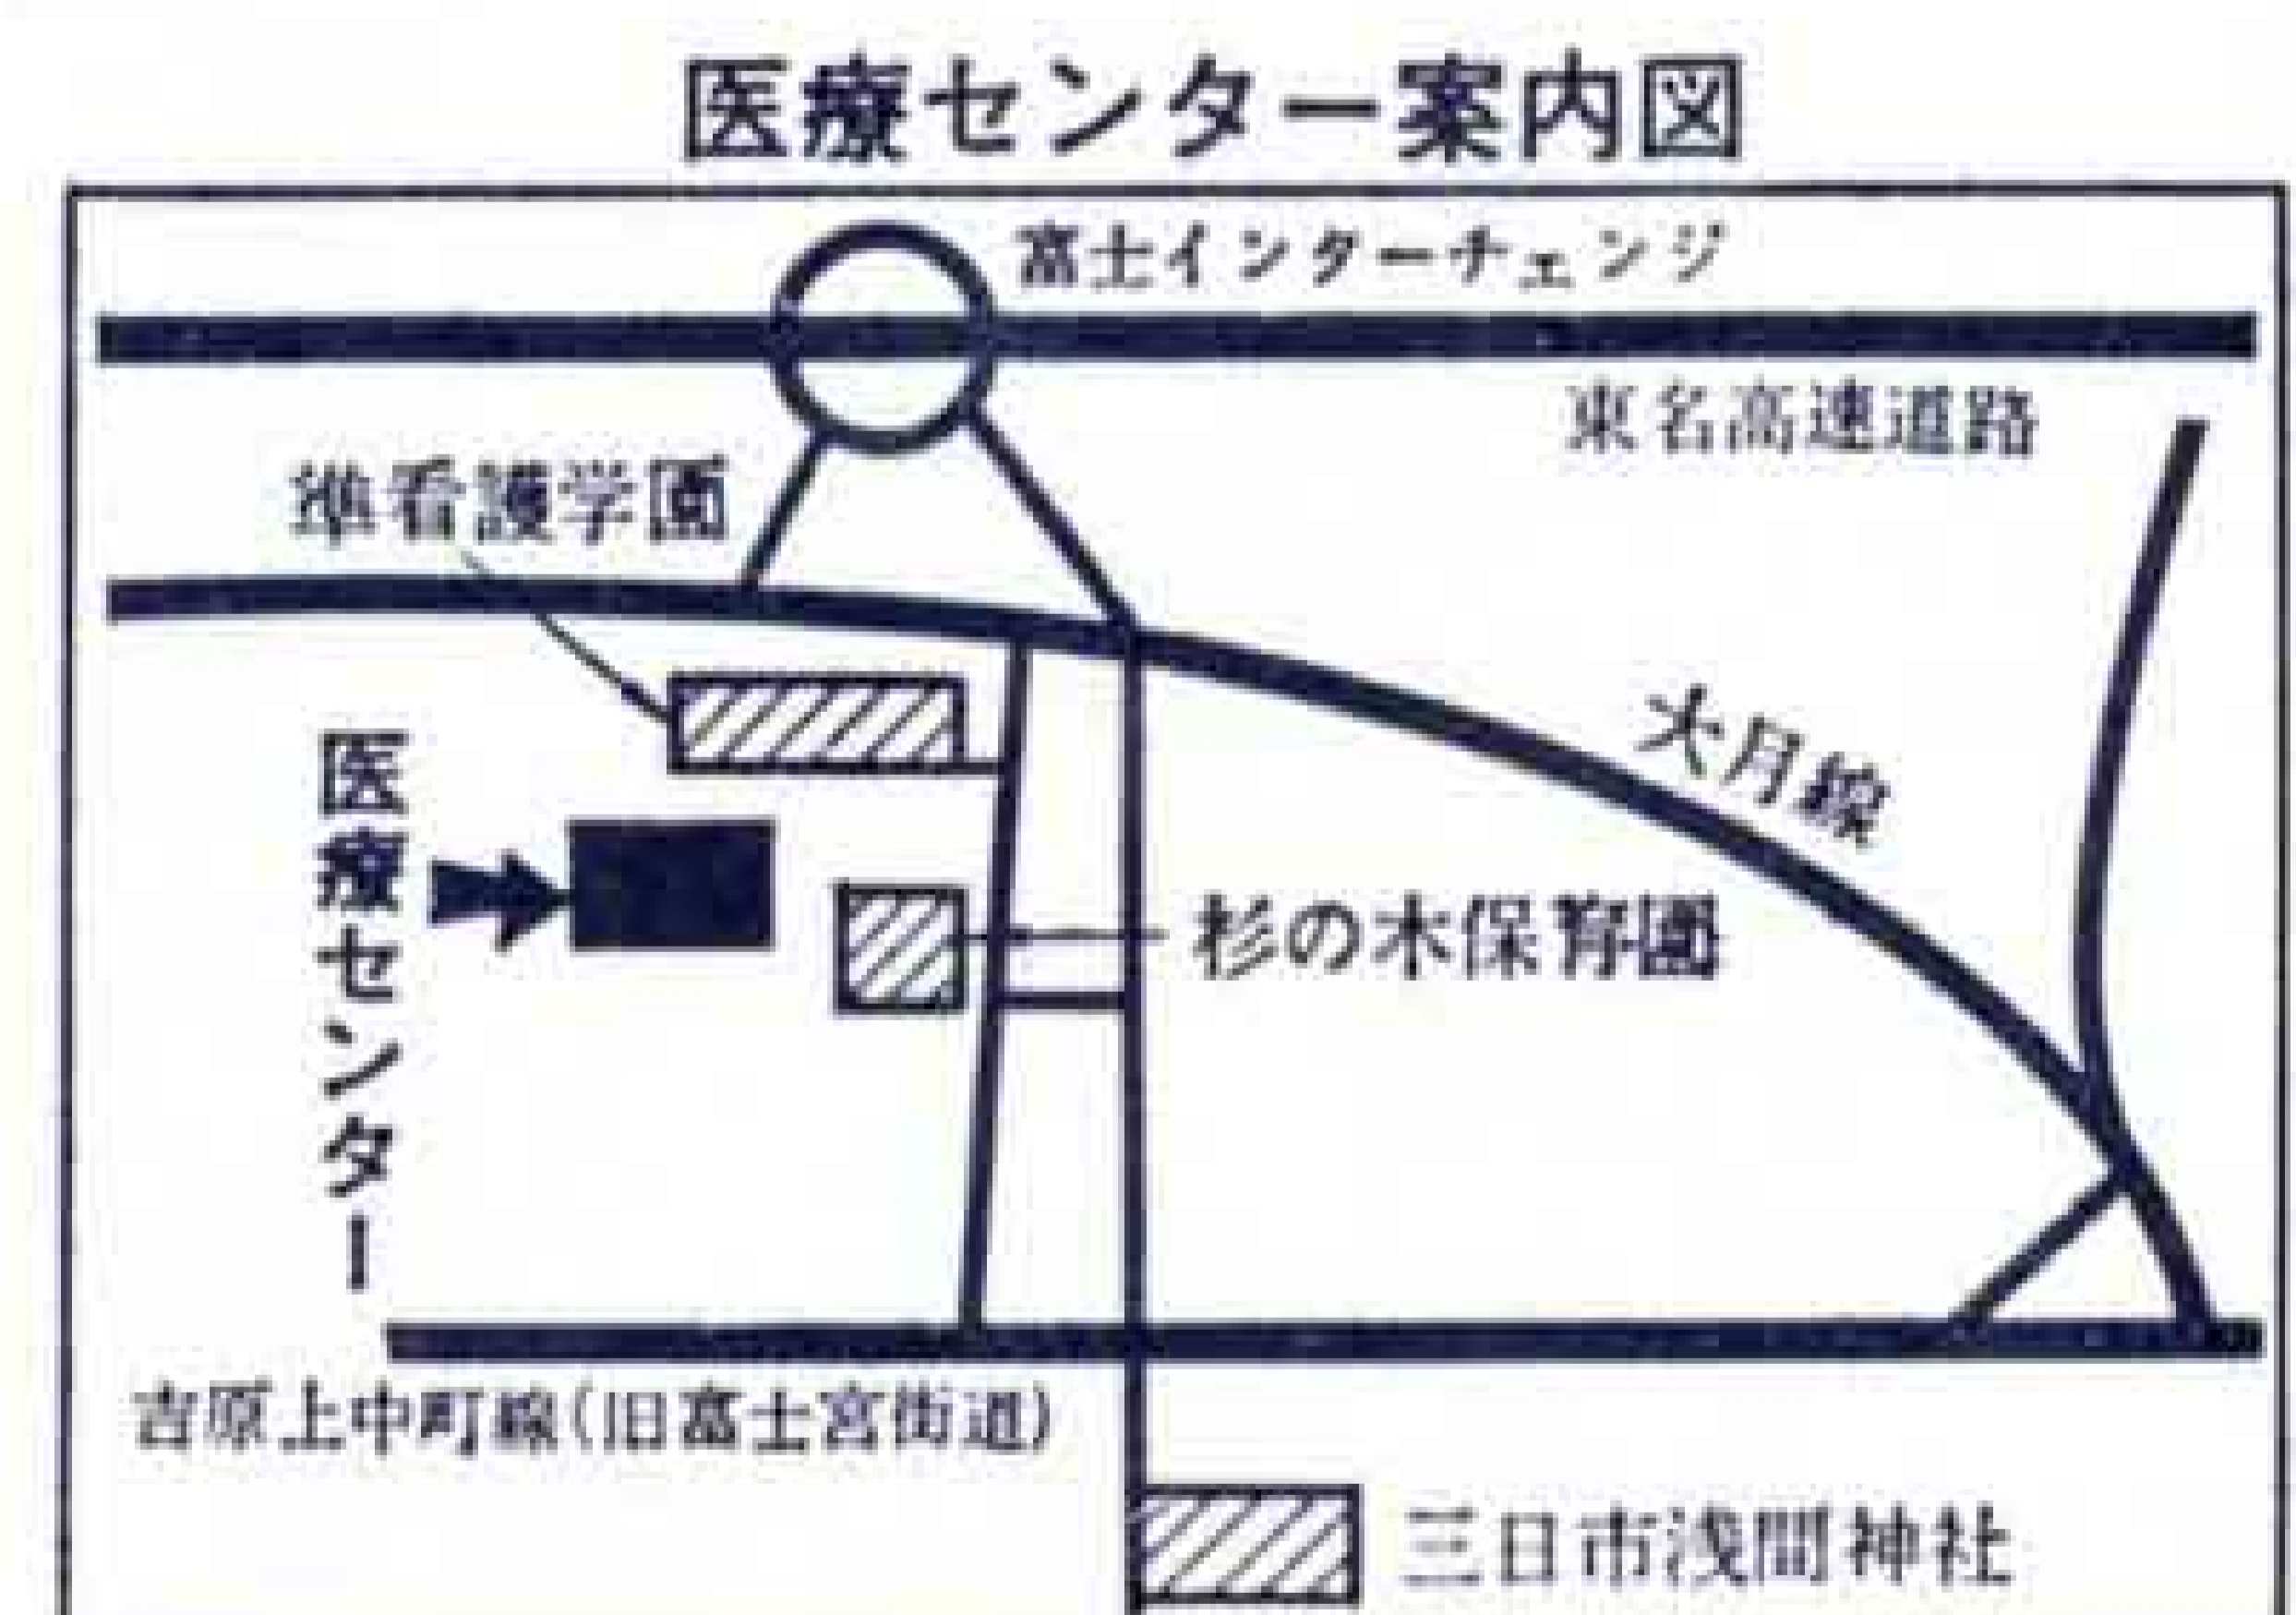 医療センター案内図
富士インターチェンジ
東名高速道路
準看護学園
大月線
医療センター
杉の木保育園
吉原上中町線(旧富士宮街道)
三日市浅間神社